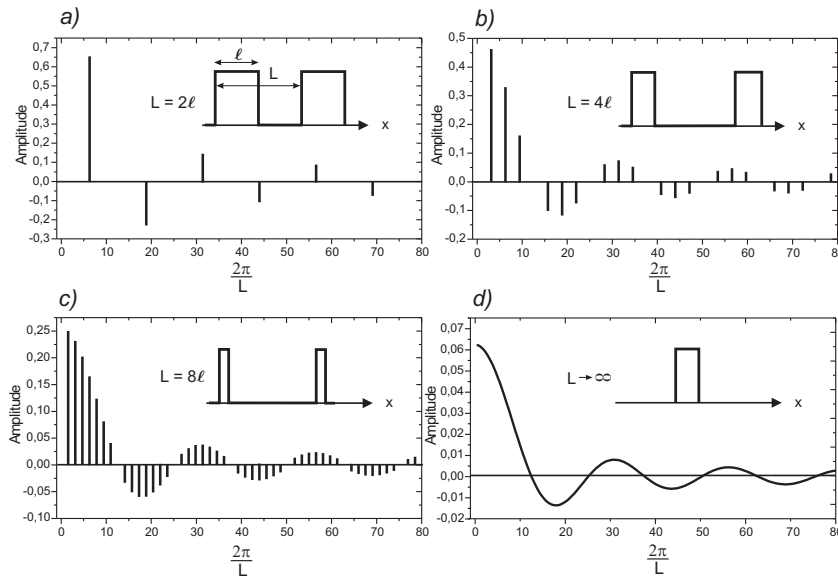 a)
0,7
0,6
0,5
0,4
0,3
0,2
0,1
0,0
-0,1
-0,2
-0,3
Amplitude
ℓ
L
L = 2ℓ
x
0 10 20 30 40 50 60 70 80
2π
L
b)
0,5
0,4
0,3
0,2
0,1
0,0
-0,1
-0,2
Amplitude
L = 4ℓ
x
0 10 20 30 40 50 60 70 80
2π
L
c)
0,25
0,20
0,15
0,10
0,05
0,00
-0,05
-0,10
Amplitude
L = 8ℓ
x
0 10 20 30 40 50 60 70 80
2π
L
d)
0,07
0,06
0,05
0,04
0,03
0,02
0,01
0,00
-0,01
-0,02
Amplitude
L → ∞
x
0 10 20 30 40 50 60 70 80
2π
L